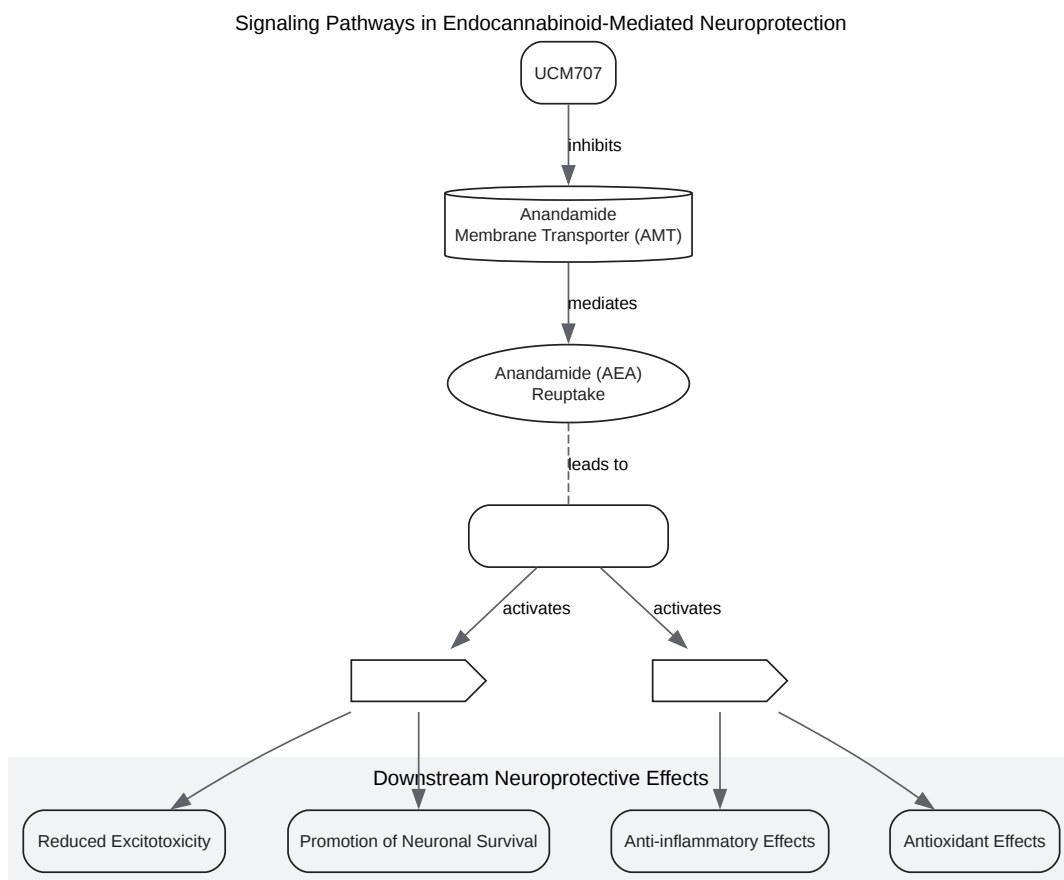 Signaling Pathways in Endocannabinoid-Mediated Neuroprotection
UCM707
inhibits
Anandamide
Membrane Transporter (AMT)
mediates
Anandamide (AEA)
Reuptake
leads to
activates
activates
Downstream Neuroprotective Effects
Reduced Excitotoxicity
Promotion of Neuronal Survival
Anti-inflammatory Effects
Antioxidant Effects